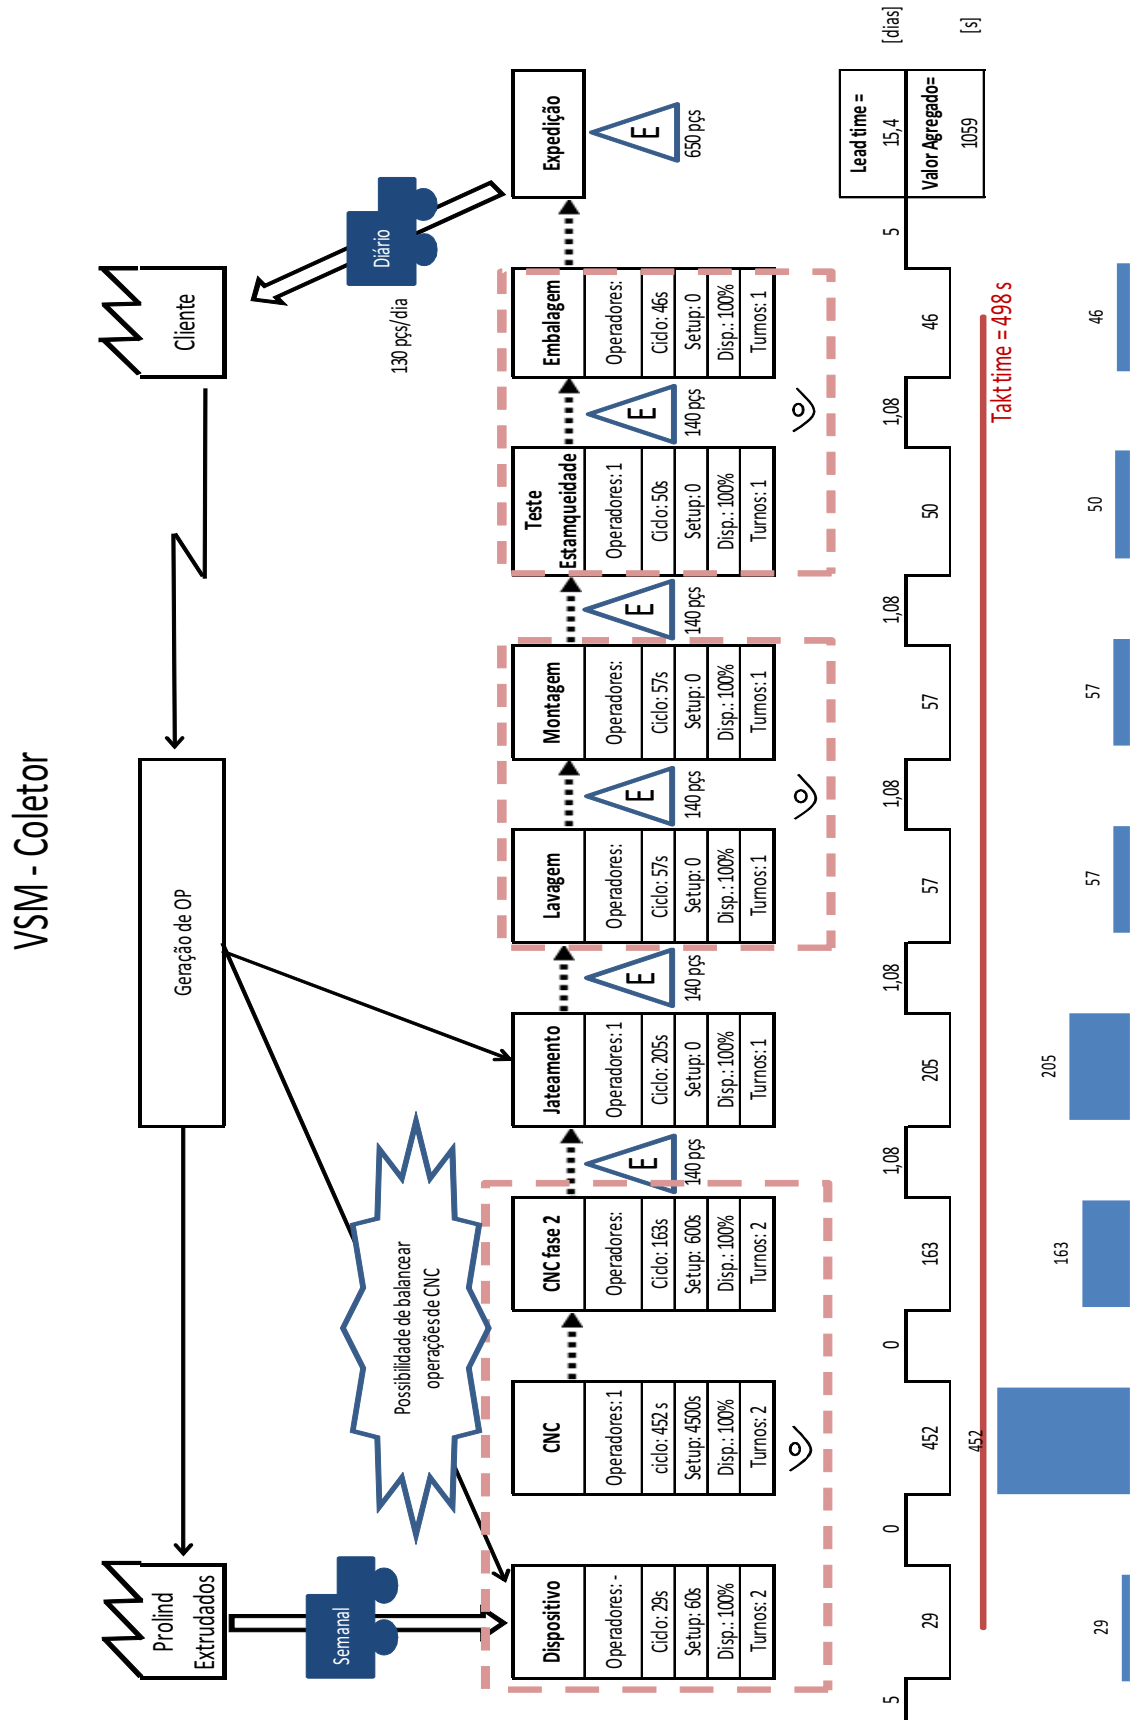 VSM - Coletor
Prolind
Extrudados
Geração de OP
Cliente
Semanal
Possibilidade de balancear
operações de CNC
130 pçs/dia
Diário
Dispositivo
Operadores: -
Ciclo: 29s
Setup: 60s
Disp.: 100%
Turnos: 2
CNC
Operadores: 1
ciclo: 452 s
Setup: 4500s
Disp.: 100%
Turnos: 2
CNC fase 2
Operadores:
Ciclo: 163s
Setup: 600s
Disp.: 100%
Turnos: 2
E
140 pçs
Jateamento
Operadores: 1
Ciclo: 205s
Setup: 0
Disp.: 100%
Turnos: 1
E
140 pçs
Lavagem
Operadores:
Ciclo: 57s
Setup: 0
Disp.: 100%
Turnos: 1
E
140 pçs
Montagem
Operadores:
Ciclo: 57s
Setup: 0
Disp.: 100%
Turnos: 1
E
140 pçs
Teste
Estamqueidade
Operadores: 1
Ciclo: 50s
Setup: 0
Disp.: 100%
Turnos: 1
E
140 pçs
Embalagem
Operadores:
Ciclo: 46s
Setup: 0
Disp.: 100%
Turnos: 1
Expedição
E
650 pçs
5 0 0 1,08 1,08 1,08 1,08 1,08 5
29 452 163 205 57 57 50 46
Lead time =
15,4 [dias]
Valor Agregado=
1059 [s]
Takt time = 498 s
29 452 163 205 57 57 50 46